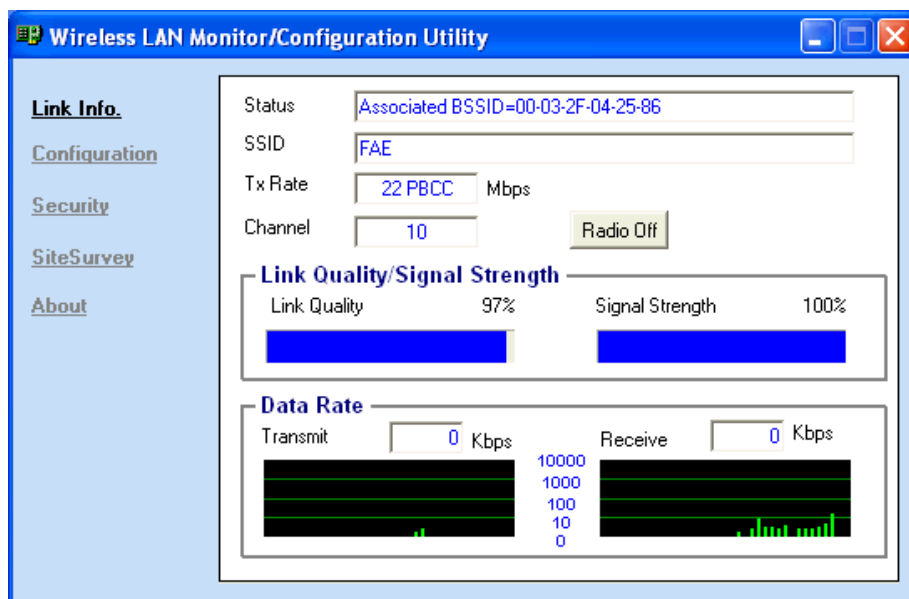 Wireless LAN Monitor/Configuration Utility
Link Info.
Configuration
Security
SiteSurvey
About
Status Associated BSSID=00-03-2F-04-25-86
SSID FAE
Tx Rate 22 PBCC Mbps
Channel 10 Radio Off
Link Quality/Signal Strength
Link Quality 97% Signal Strength 100%
Data Rate
Transmit 0 Kbps Receive 0 Kbps
10000
1000
100
10
0